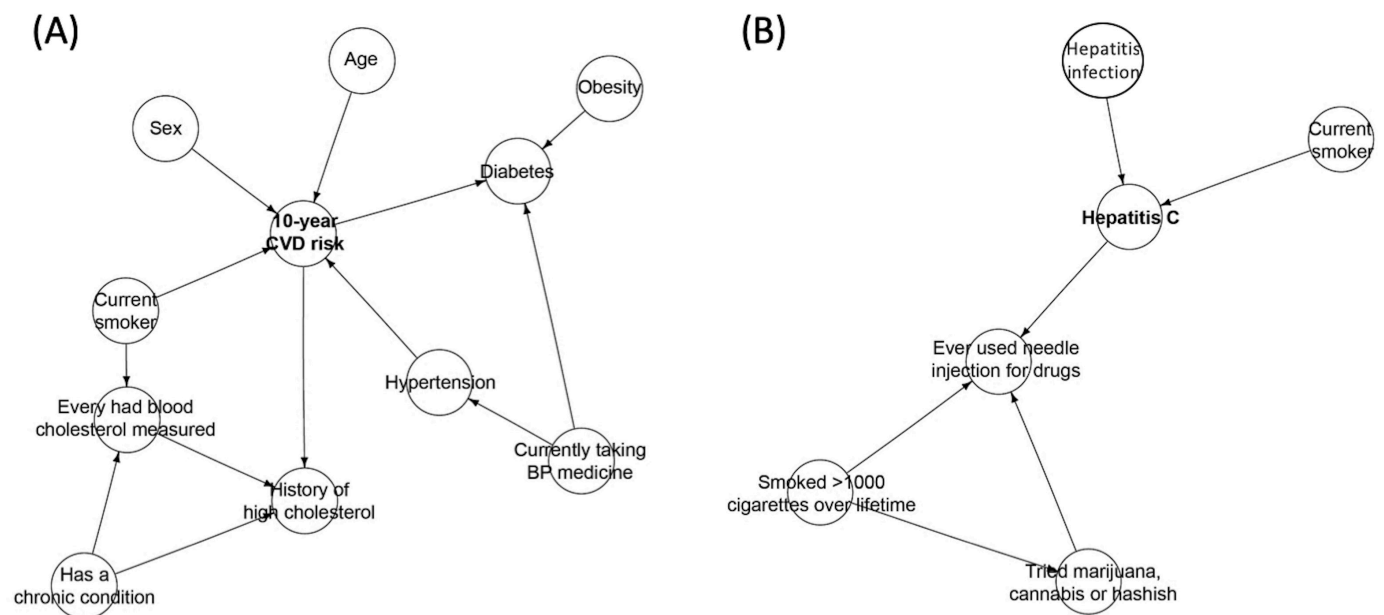 (A)
Age
Obesity
Sex
Diabetes
10-year
CVD risk
Current
smoker
Hypertension
Every had blood
cholesterol measured
Currently taking
BP medicine
History of
high cholesterol
Has a
chronic condition
(B)
Hepatitis
infection
Current
smoker
Hepatitis C
Ever used needle
injection for drugs
Smoked >1000
cigarettes over lifetime
Tried marijuana,
cannabis or hashish